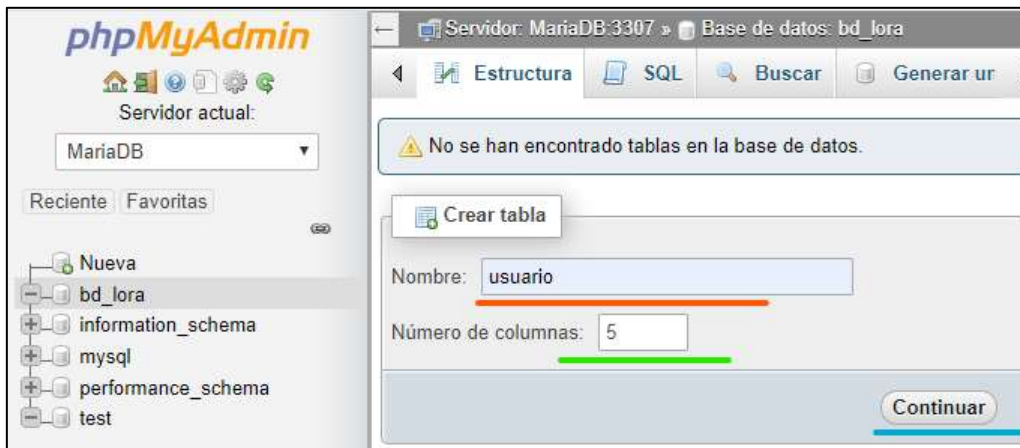 phpMyAdmin
Servidor actual:
MariaDB
Reciente Favoritas
Nueva
bd_lora
information_schema
mysql
performance_schema
test
Servidor: MariaDB:3307 » Base de datos: bd_lora
Estructura SQL Buscar Generar un
No se han encontrado tablas en la base de datos.
Crear tabla
Nombre: usuario
Número de columnas: 5
Continuar